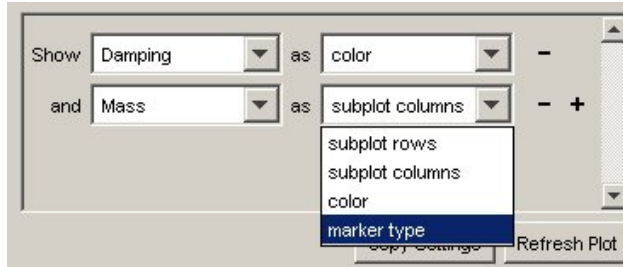 Show Damping as color −
and Mass as subplot columns − +
subplot rows
subplot columns
color
marker type
Copy Settings Refresh Plot